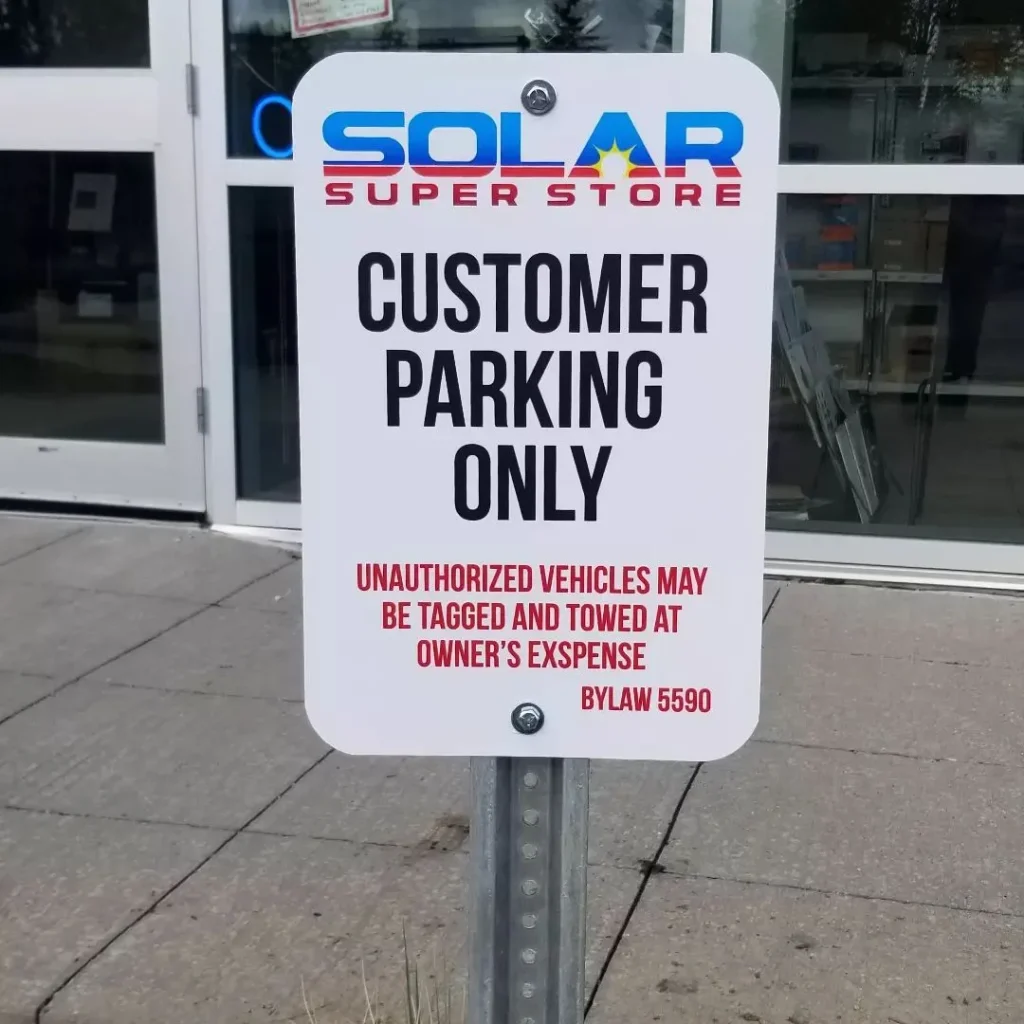 SOLAR
SUPER STORE
CUSTOMER
PARKING
ONLY
UNAUTHORIZED VEHICLES MAY
BE TAGGED AND TOWED AT
OWNER'S EXSPENSE
BYLAW 5590